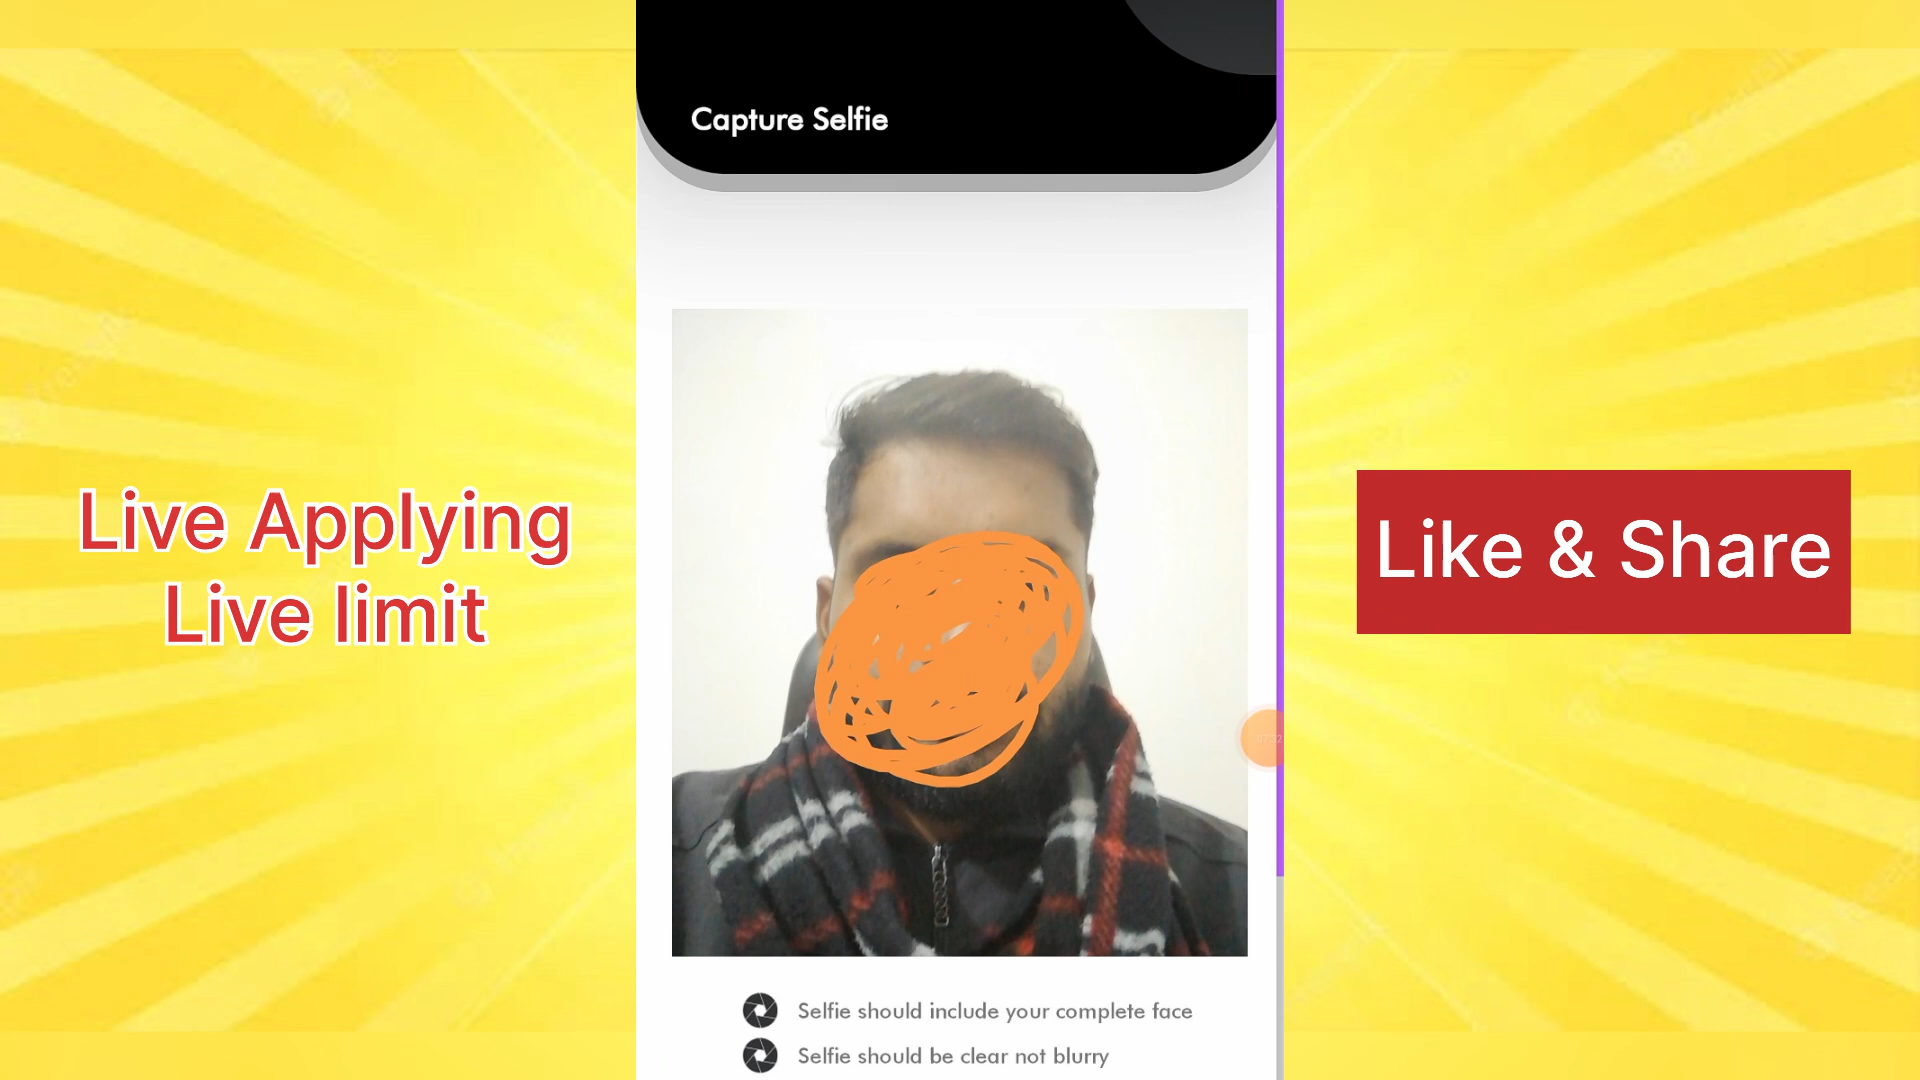 Capture Selfie
Live Applying
Live limit
Like & Share
Selfie should include your complete face
Selfie should be clear not blurry